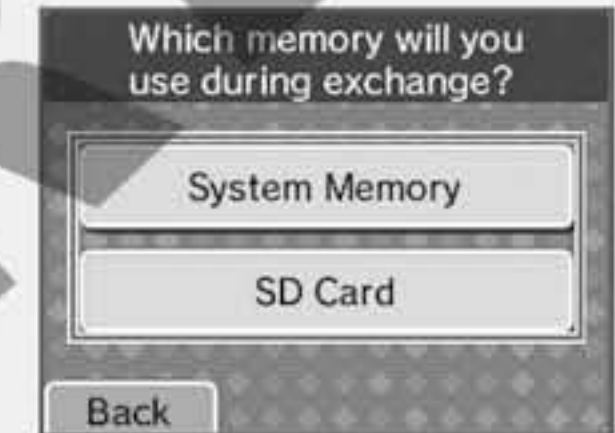 Which memory will you
use during exchange?
System Memory
SD Card
Back